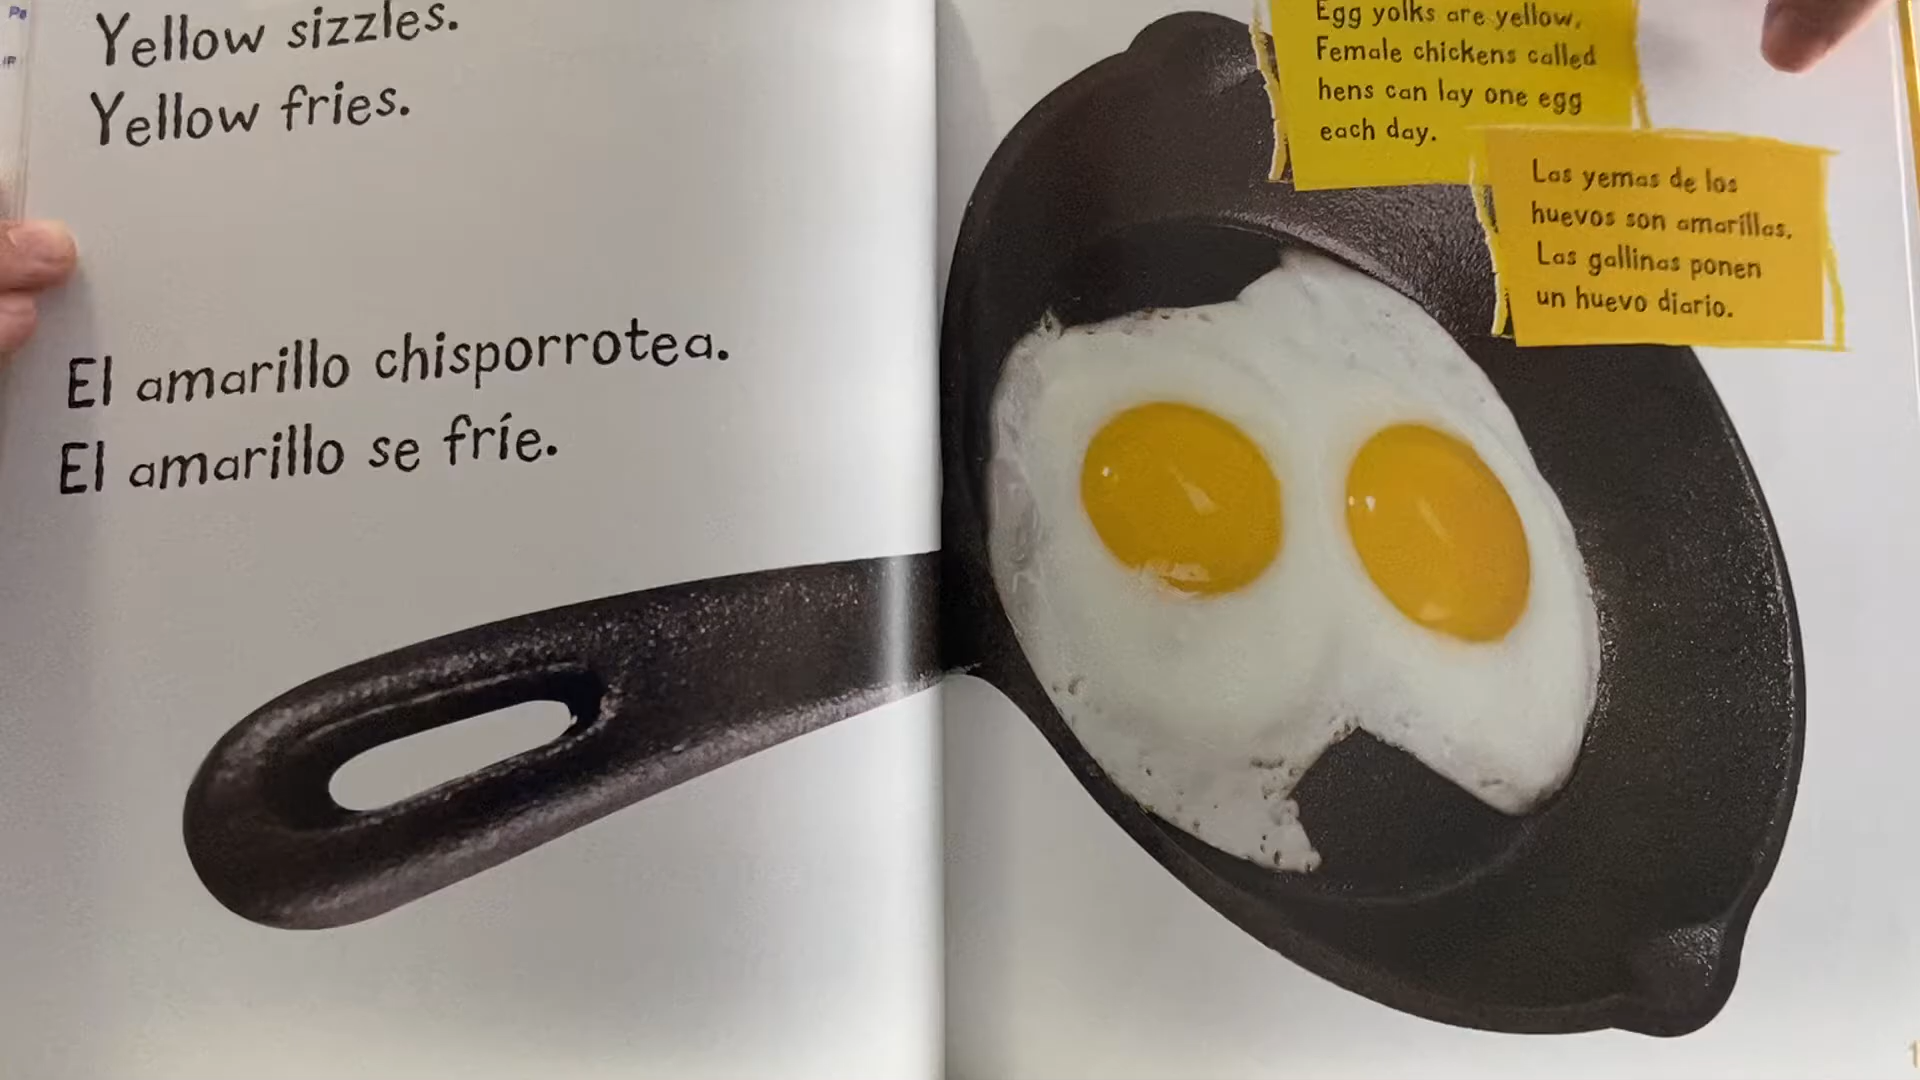 Yellow sizzles.
Yellow fries.
El amarillo chisporrotea.
El amarillo se fríe.
Egg yolks are yellow.
Female chickens called
hens can lay one egg
each day.
Las yemas de los
huevos son amarillas.
Las gallinas ponen
un huevo diario.